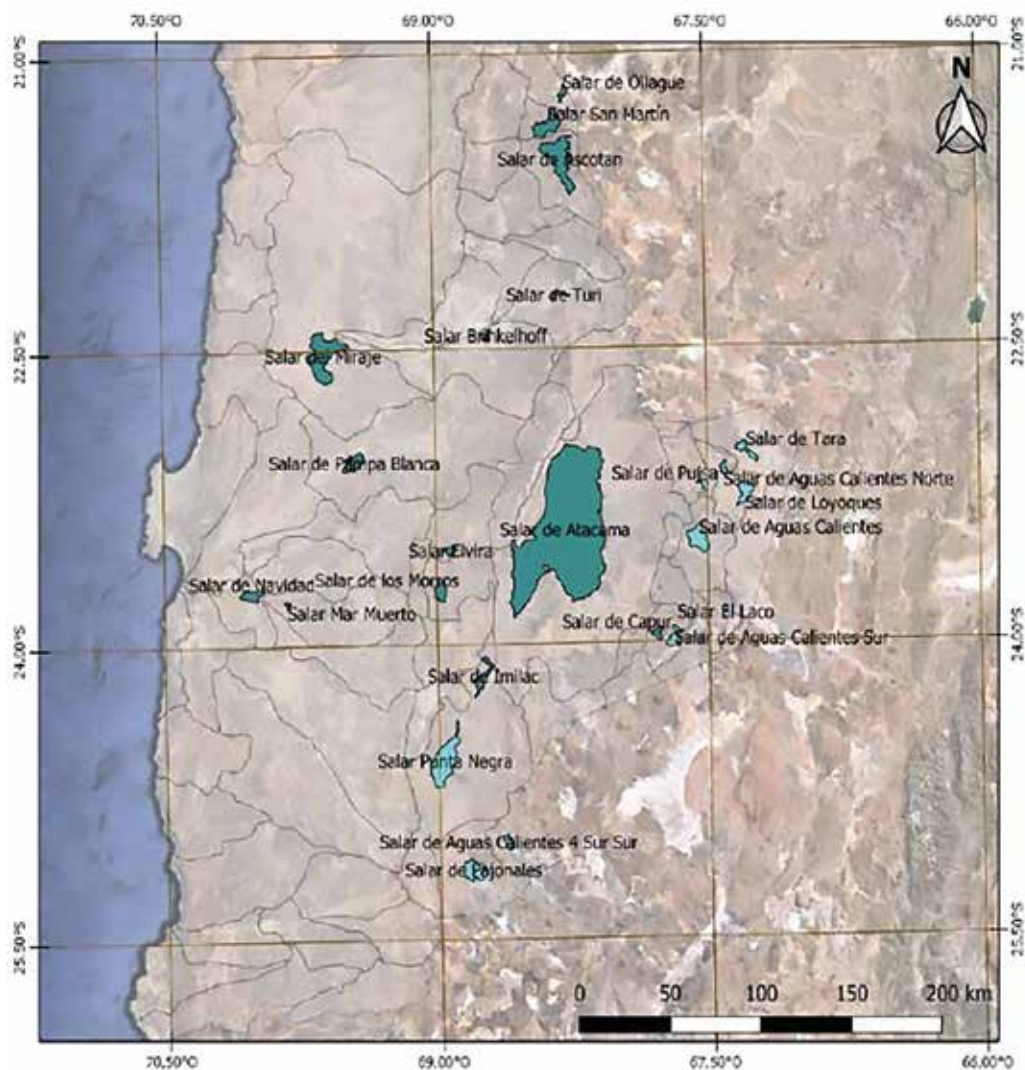 70.50°O 69.00°O 67.50°O 66.00°O
21.00°S 21.00°S
N
Salar de Ollague
Salar San Martín
Salar de Ascotan
Salar de Turi
Salar Brinkelhoff
22.50°S 22.50°S
Salar del Miraje
Salar de Tara
Salar de Pampa Blanca
Salar de Pujsa
Salar de Aguas Calientes Norte
Salar de Loyoques
Salar de Atacama
Salar de Aguas Calientes
Salar Elvira
Salar de Navidad
Salar de los Morros
Salar Mar Muerto
Salar El Laco
Salar de Capur
Salar de Aguas Calientes Sur
24.00°S 24.00°S
Salar de Imilac
Salar Punta Negra
Salar de Aguas Calientes 4 Sur Sur
Salar de Pajonales
25.50°S 25.50°S
0 50 100 150 200 km
70.50°O 69.00°O 67.50°O 66.00°O